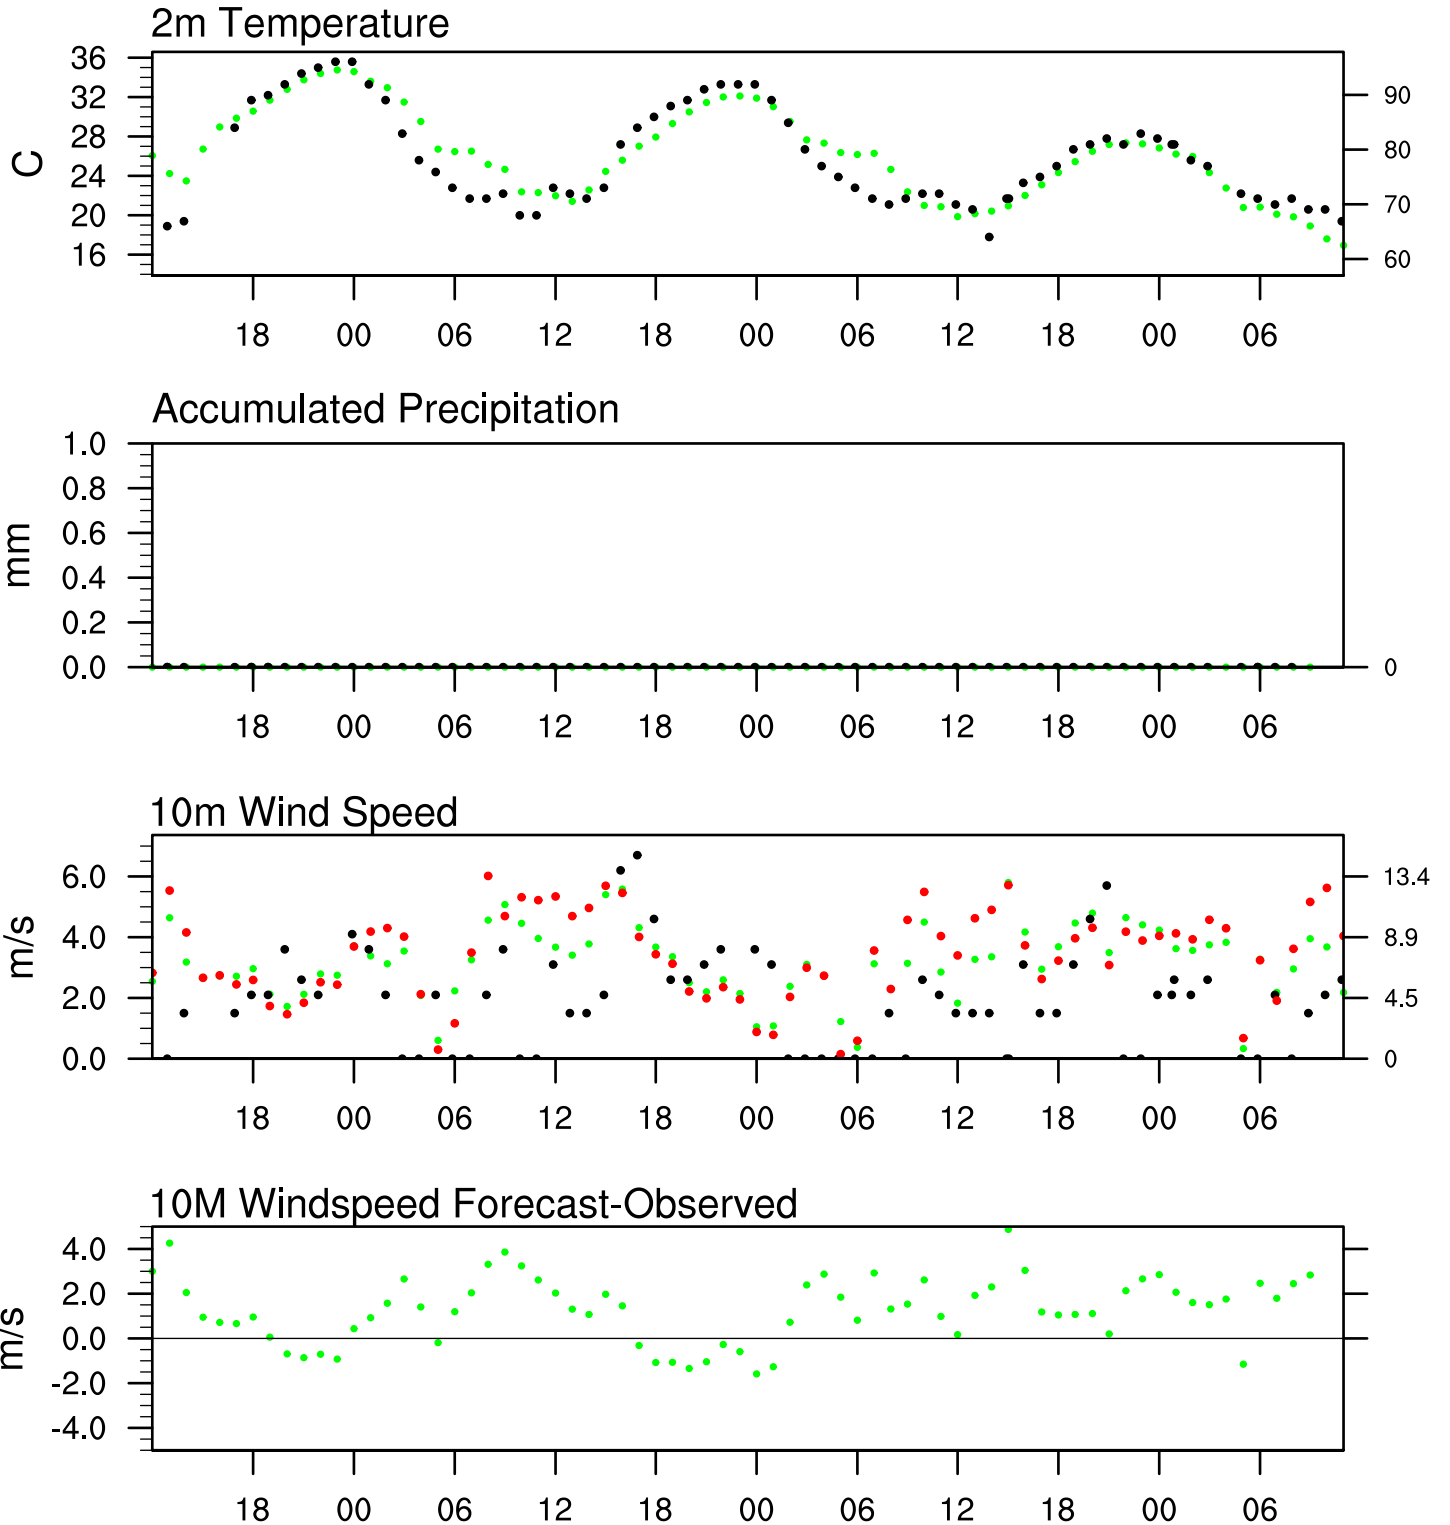 2m Temperature
36
32
28
24
20
16
C
90
80
70
60
18 00 06 12 18 00 06 12 18 00 06
Accumulated Precipitation
1.0
0.8
0.6
0.4
0.2
0.0
mm
0
18 00 06 12 18 00 06 12 18 00 06
10m Wind Speed
6.0
4.0
2.0
0.0
m/s
13.4
8.9
4.5
0
18 00 06 12 18 00 06 12 18 00 06
10M Windspeed Forecast-Observed
4.0
2.0
0.0
-2.0
-4.0
m/s
18 00 06 12 18 00 06 12 18 00 06